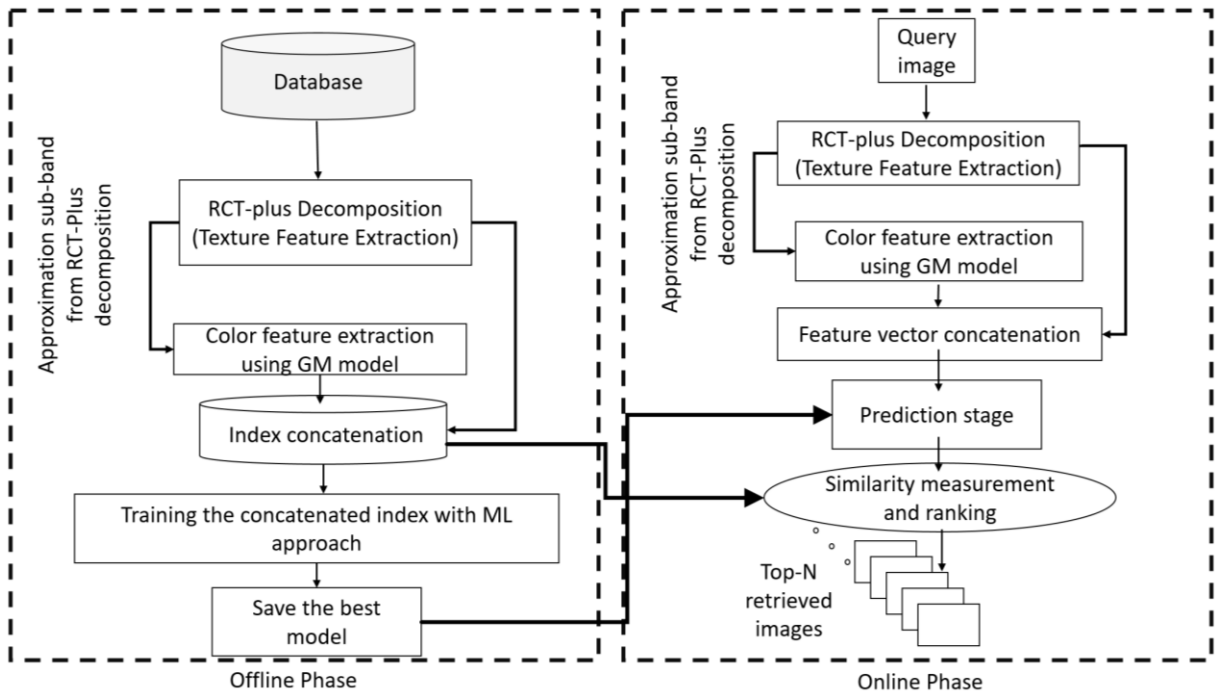 Database
Approximation sub-band
from RCT-Plus
decomposition
RCT-plus Decomposition
(Texture Feature Extraction)
Color feature extraction
using GM model
Index concatenation
Training the concatenated index with ML
approach
Save the best
model
Offline Phase
Query
image
Approximation sub-band
from RCT-Plus
decomposition
RCT-plus Decomposition
(Texture Feature Extraction)
Color feature extraction
using GM model
Feature vector concatenation
Prediction stage
Similarity measurement
and ranking
Top-N
retrieved
images
Online Phase